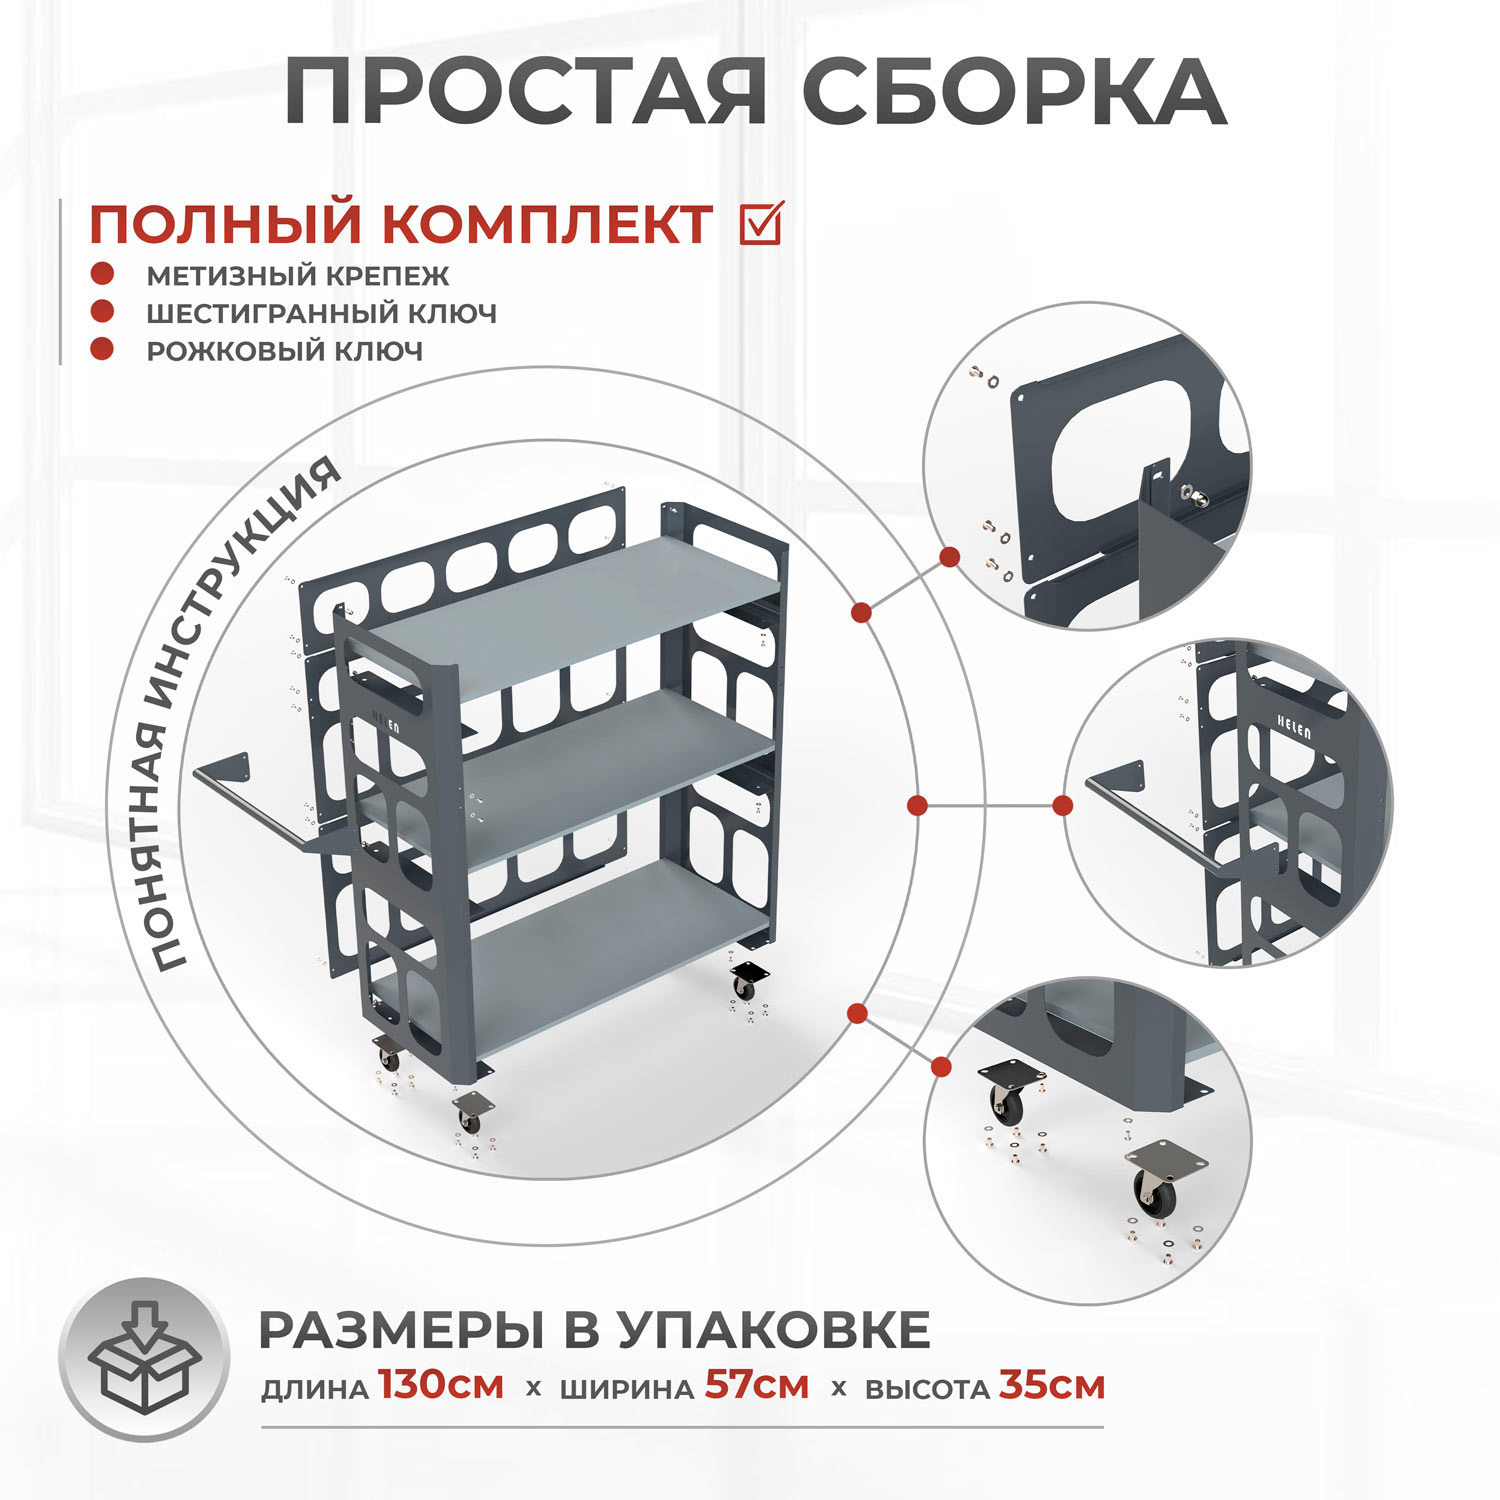 ПРОСТАЯ СБОРКА
ПОЛНЫЙ КОМПЛЕКТ
МЕТИЗНЫЙ КРЕПЕЖ
ШЕСТИГРАННЫЙ КЛЮЧ
РОЖКОВЫЙ КЛЮЧ
ПОНЯТНАЯ ИНСТРУКЦИЯ
HELEN
HELEN
РАЗМЕРЫ В УПАКОВКЕ
ДЛИНА 130см x ШИРИНА 57см x ВЫСОТА 35см